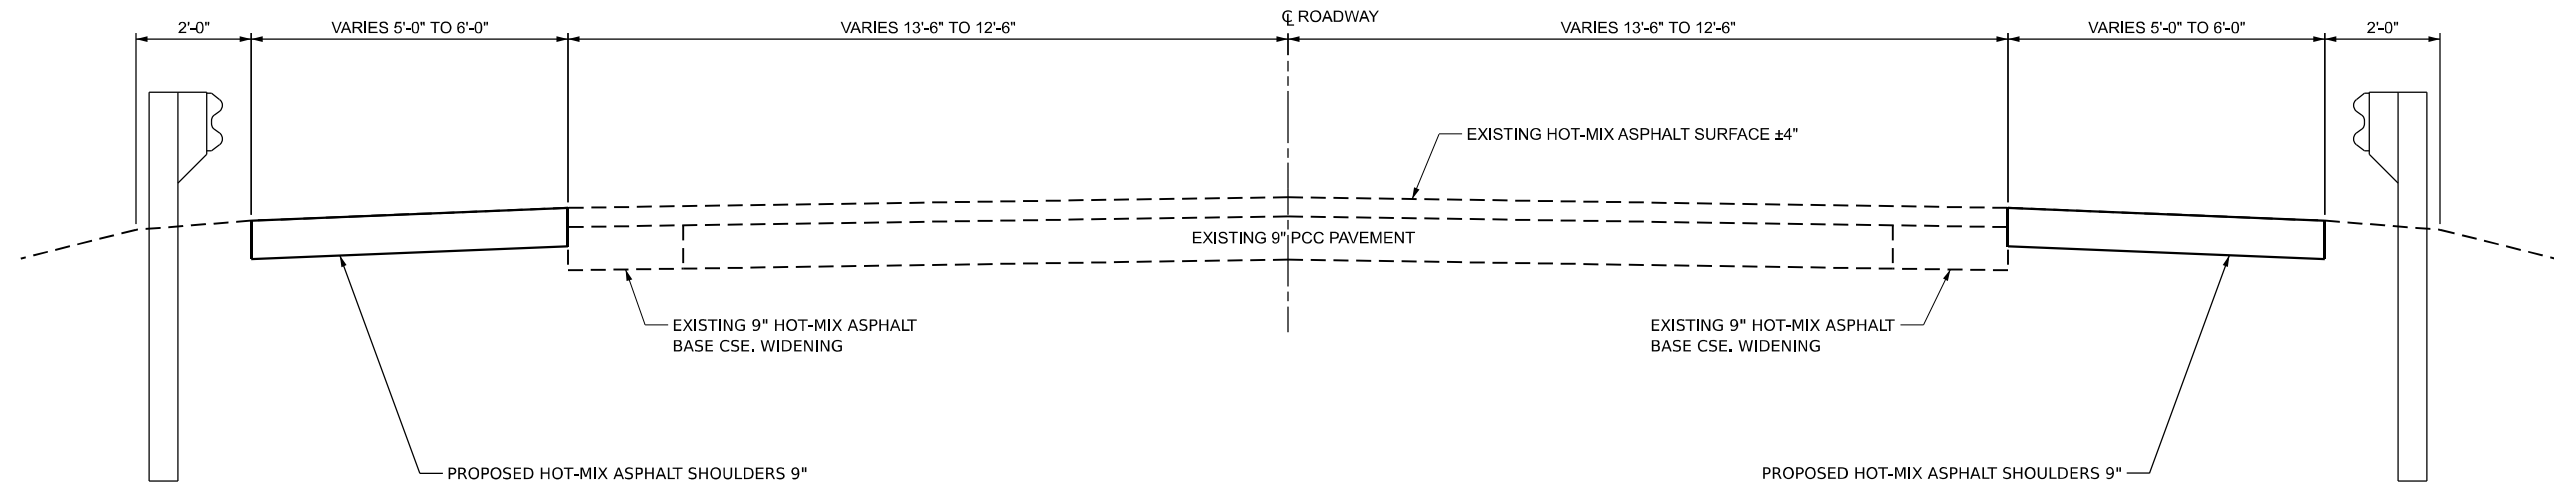 ℄ ROADWAY
2'-0"
VARIES 5'-0" TO 6'-0"
VARIES 13'-6" TO 12'-6"
VARIES 13'-6" TO 12'-6"
VARIES 5'-0" TO 6'-0"
2'-0"
EXISTING HOT-MIX ASPHALT SURFACE ±4"
EXISTING 9" PCC PAVEMENT
EXISTING 9" HOT-MIX ASPHALT
BASE CSE. WIDENING
EXISTING 9" HOT-MIX ASPHALT
BASE CSE. WIDENING
PROPOSED HOT-MIX ASPHALT SHOULDERS 9"
PROPOSED HOT-MIX ASPHALT SHOULDERS 9"